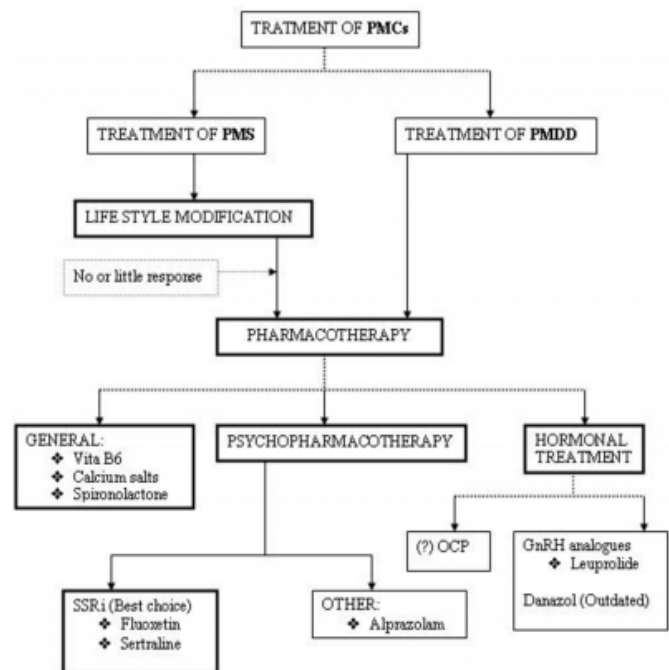 TRATMENT OF PMCs
TREATMENT OF PMS
TREATMENT OF PMDD
LIFE STYLE MODIFICATION
No or little response
PHARMACOTHERAPY
GENERAL:
❖ Vita B6
❖ Calcium salts
❖ Spironolactone
PSYCHOPHARMACOTHERAPY
HORMONAL
TREATMENT
(?) OCP
GnRH analogues
❖ Leuprolide
Danazol (Outdated)
SSRi (Best choice)
❖ Fluoxetin
❖ Sertraline
OTHER:
❖ Alprazolam